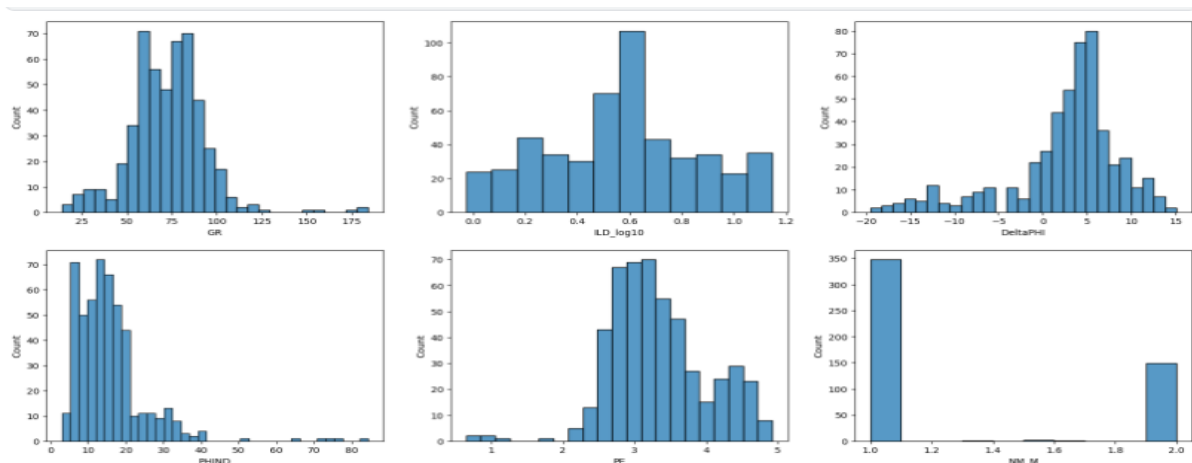 70
60
50
40
30
20
10
0
Count
25 50 75 100 125 150 175
GR
100
80
60
40
20
0
Count
0.0 0.2 0.4 0.6 0.8 1.0 1.2
ILD_log10
80
70
60
50
40
30
20
10
0
Count
−20 −15 −10 −5 0 5 10 15
DeltaPHI
70
60
50
40
30
20
10
0
Count
0 10 20 30 40 50 60 70 80
PHIND
70
60
50
40
30
20
10
0
Count
1 2 3 4 5
PE
350
300
250
200
150
100
50
0
Count
1.0 1.2 1.4 1.6 1.8 2.0
NM_M